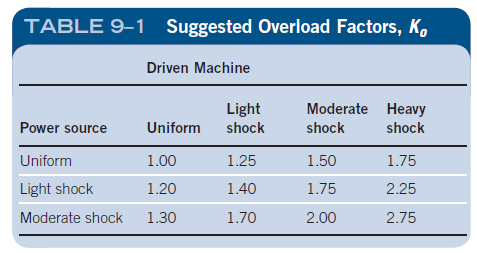 TABLE 9–1 Suggested Overload Factors, Ko
Driven Machine
Power source Uniform Light shock Moderate shock Heavy shock
Uniform 1.00 1.25 1.50 1.75
Light shock 1.20 1.40 1.75 2.25
Moderate shock 1.30 1.70 2.00 2.75